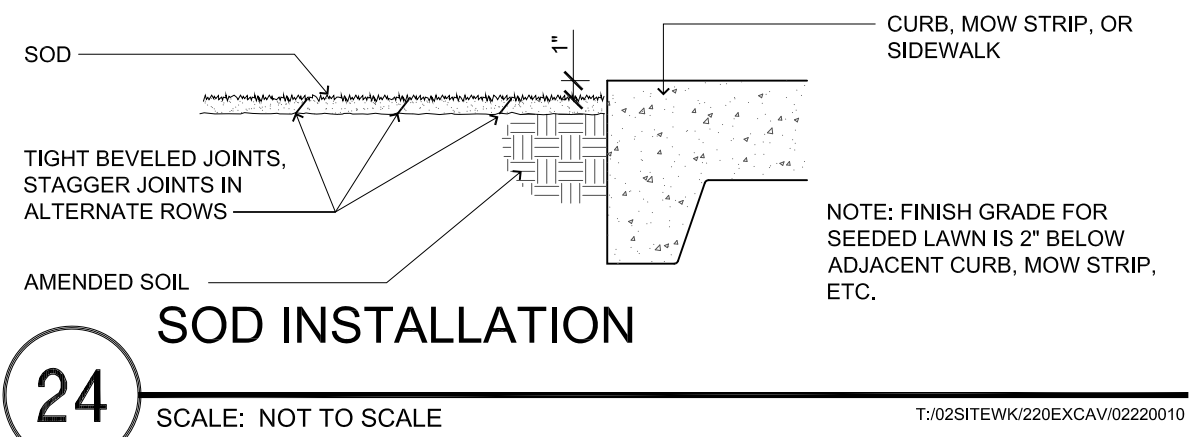 SOD
1"
CURB, MOW STRIP, OR
SIDEWALK
TIGHT BEVELED JOINTS,
STAGGER JOINTS IN
ALTERNATE ROWS
AMENDED SOIL
NOTE: FINISH GRADE FOR
SEEDED LAWN IS 2" BELOW
ADJACENT CURB, MOW STRIP,
ETC.
SOD INSTALLATION
24
SCALE: NOT TO SCALE
T:/02SITEWK/220EXCAV/02220010